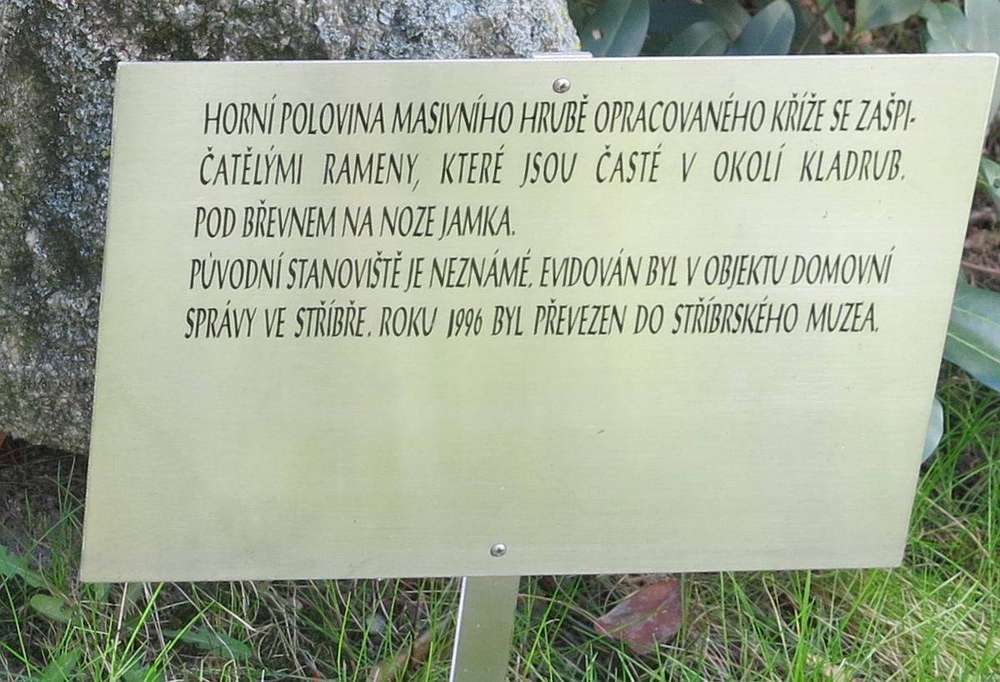 HORNÍ POLOVINA MASIVNÍHO HRUBĚ OPRACOVANÉHO KŘÍŽE SE ZAŠPI-
ČATĚLÝMI RAMENY, KTERÉ JSOU ČASTÉ V OKOLÍ KLADRUB.
POD BŘEVNEM NA NOZE JAMKA.
PŮVODNÍ STANOVIŠTĚ JE NEZNÁMÉ. EVIDOVÁN BYL V OBJEKTU DOMOVNÍ
SPRÁVY VE STŘÍBŘE. ROKU 1996 BYL PŘEVEZEN DO STŘÍBRSKÉHO MUZEA.